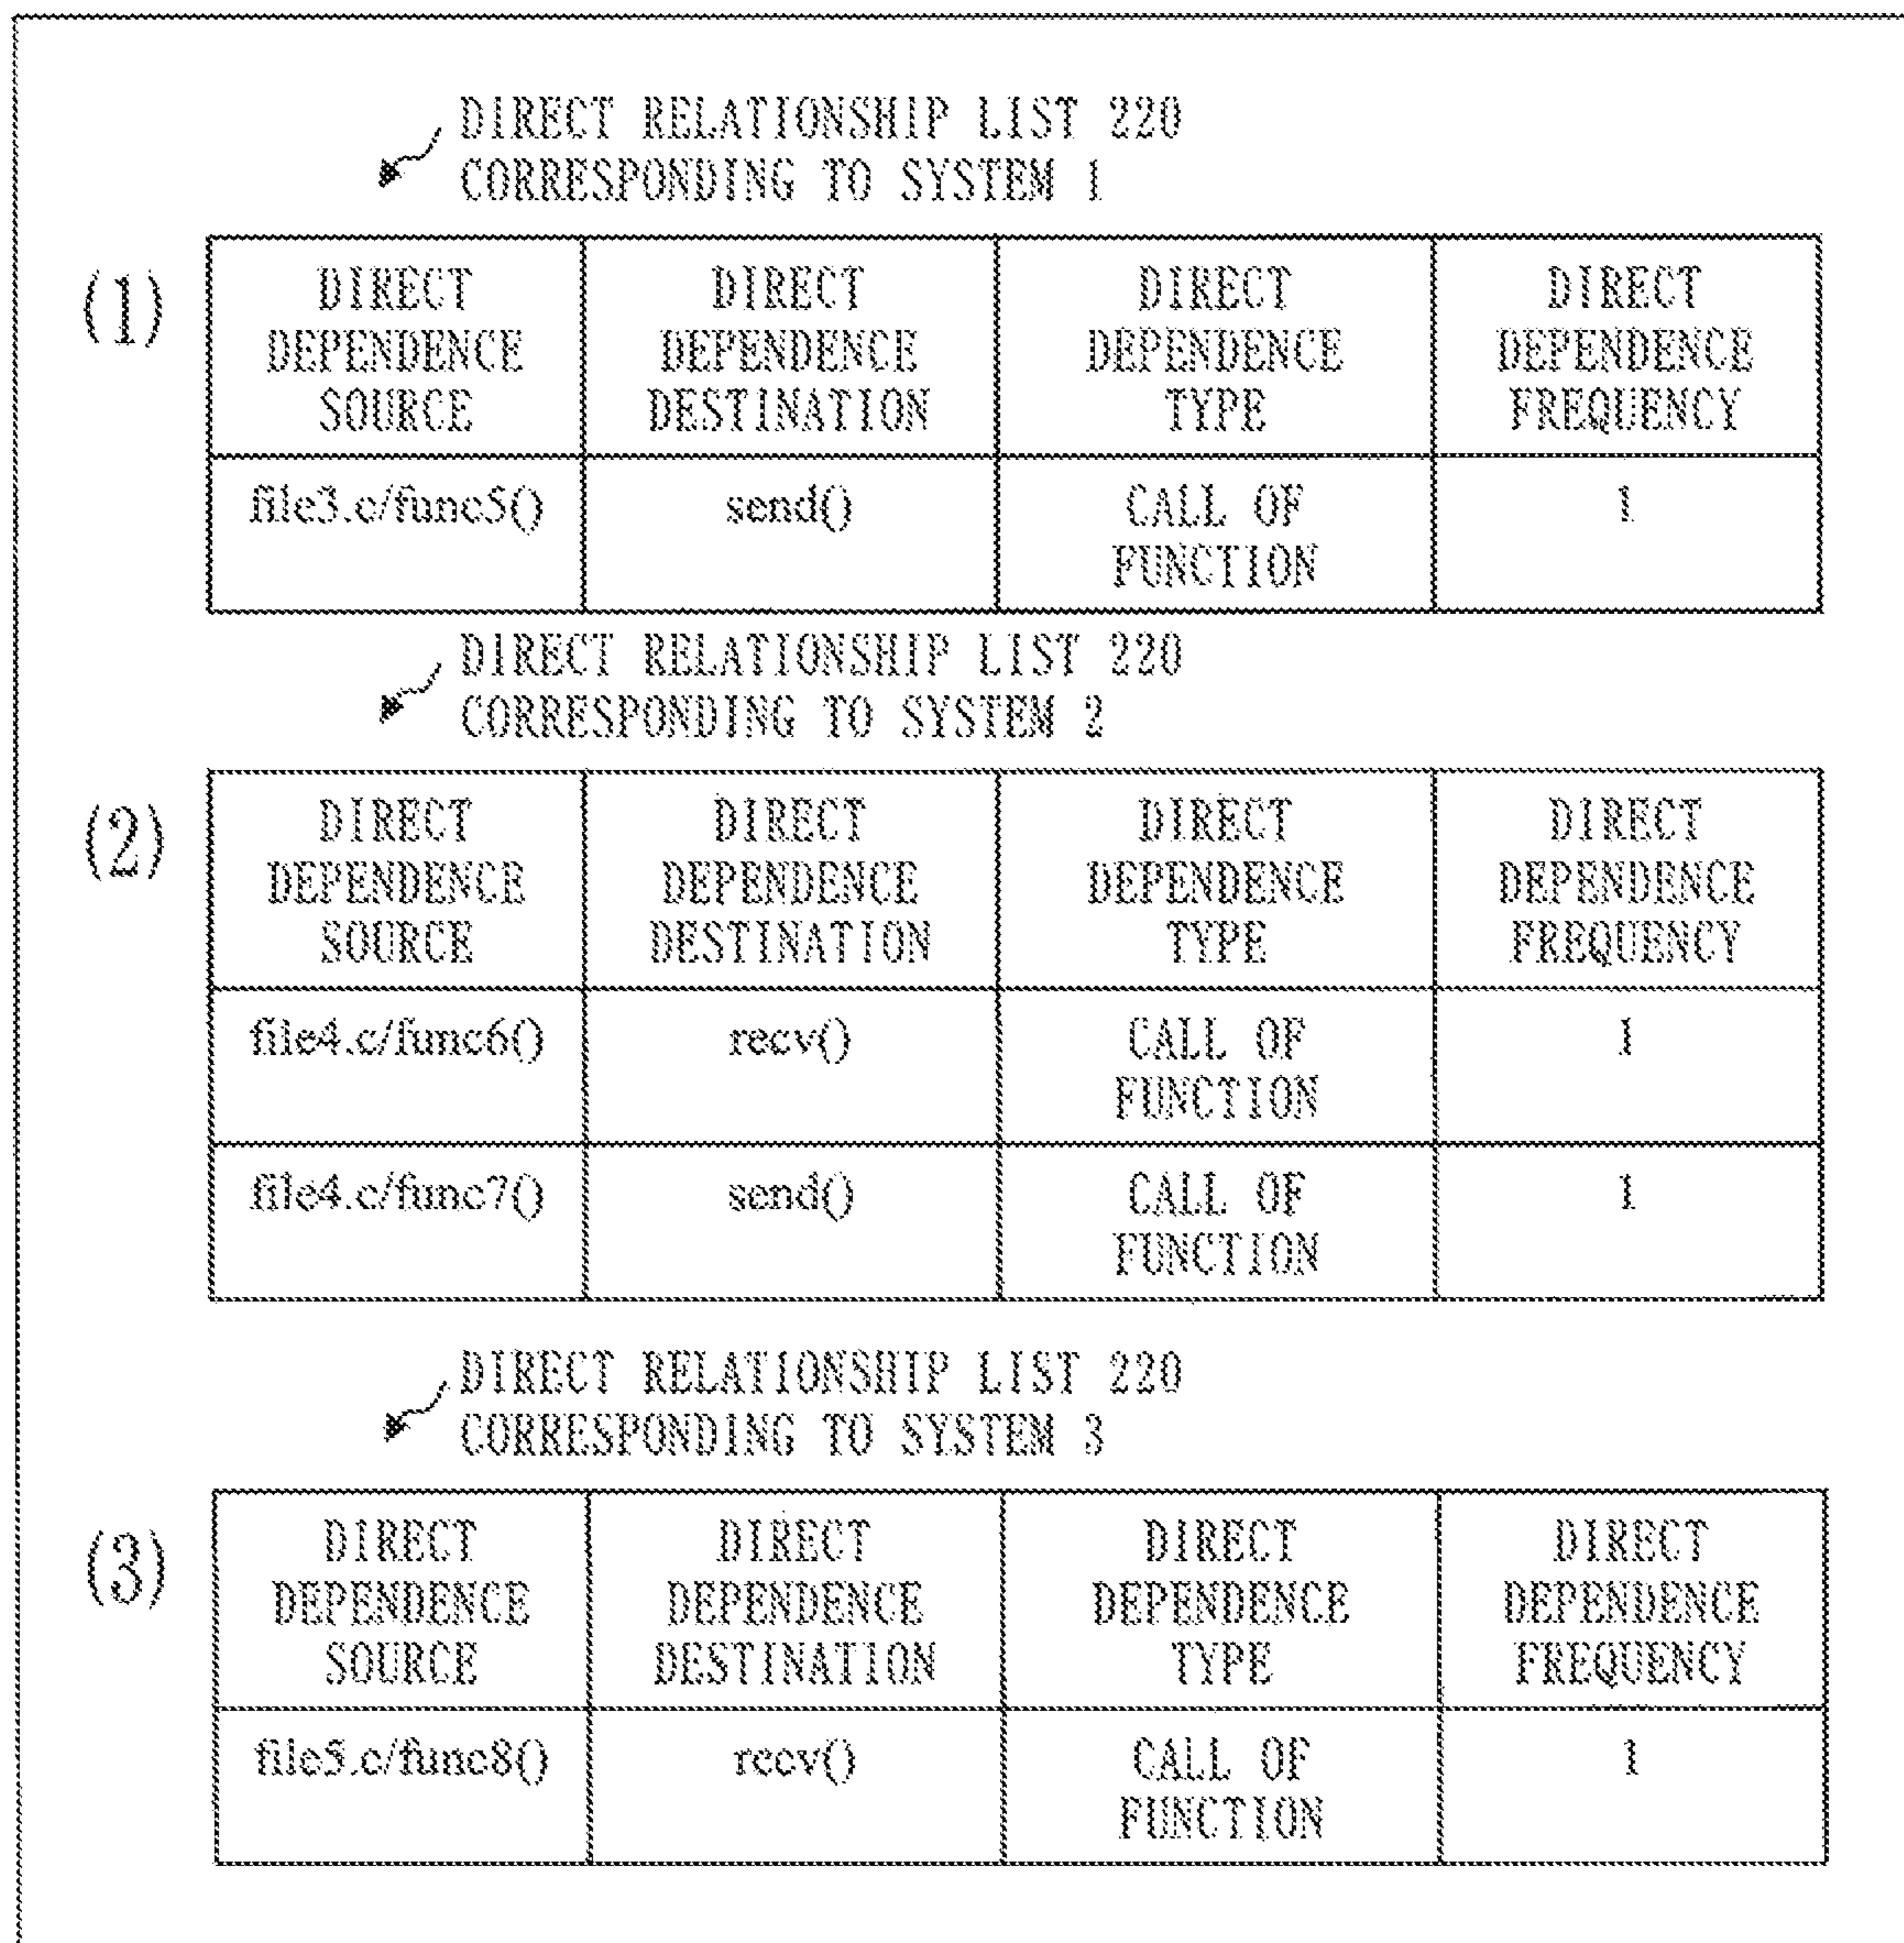 DIRECT RELATIONSHIP LIST 220
CORRESPONDING TO SYSTEM 1
(1)
DIRECT DEPENDENCE SOURCE
DIRECT DEPENDENCE DESTINATION
DIRECT DEPENDENCE TYPE
DIRECT DEPENDENCE FREQUENCY
file3.c/func5()
send()
CALL OF FUNCTION
1
DIRECT RELATIONSHIP LIST 220
CORRESPONDING TO SYSTEM 2
(2)
DIRECT DEPENDENCE SOURCE
DIRECT DEPENDENCE DESTINATION
DIRECT DEPENDENCE TYPE
DIRECT DEPENDENCE FREQUENCY
file4.c/func6()
recv()
CALL OF FUNCTION
1
file4.c/func7()
send()
CALL OF FUNCTION
1
DIRECT RELATIONSHIP LIST 220
CORRESPONDING TO SYSTEM 3
(3)
DIRECT DEPENDENCE SOURCE
DIRECT DEPENDENCE DESTINATION
DIRECT DEPENDENCE TYPE
DIRECT DEPENDENCE FREQUENCY
file5.c/func8()
recv()
CALL OF FUNCTION
1